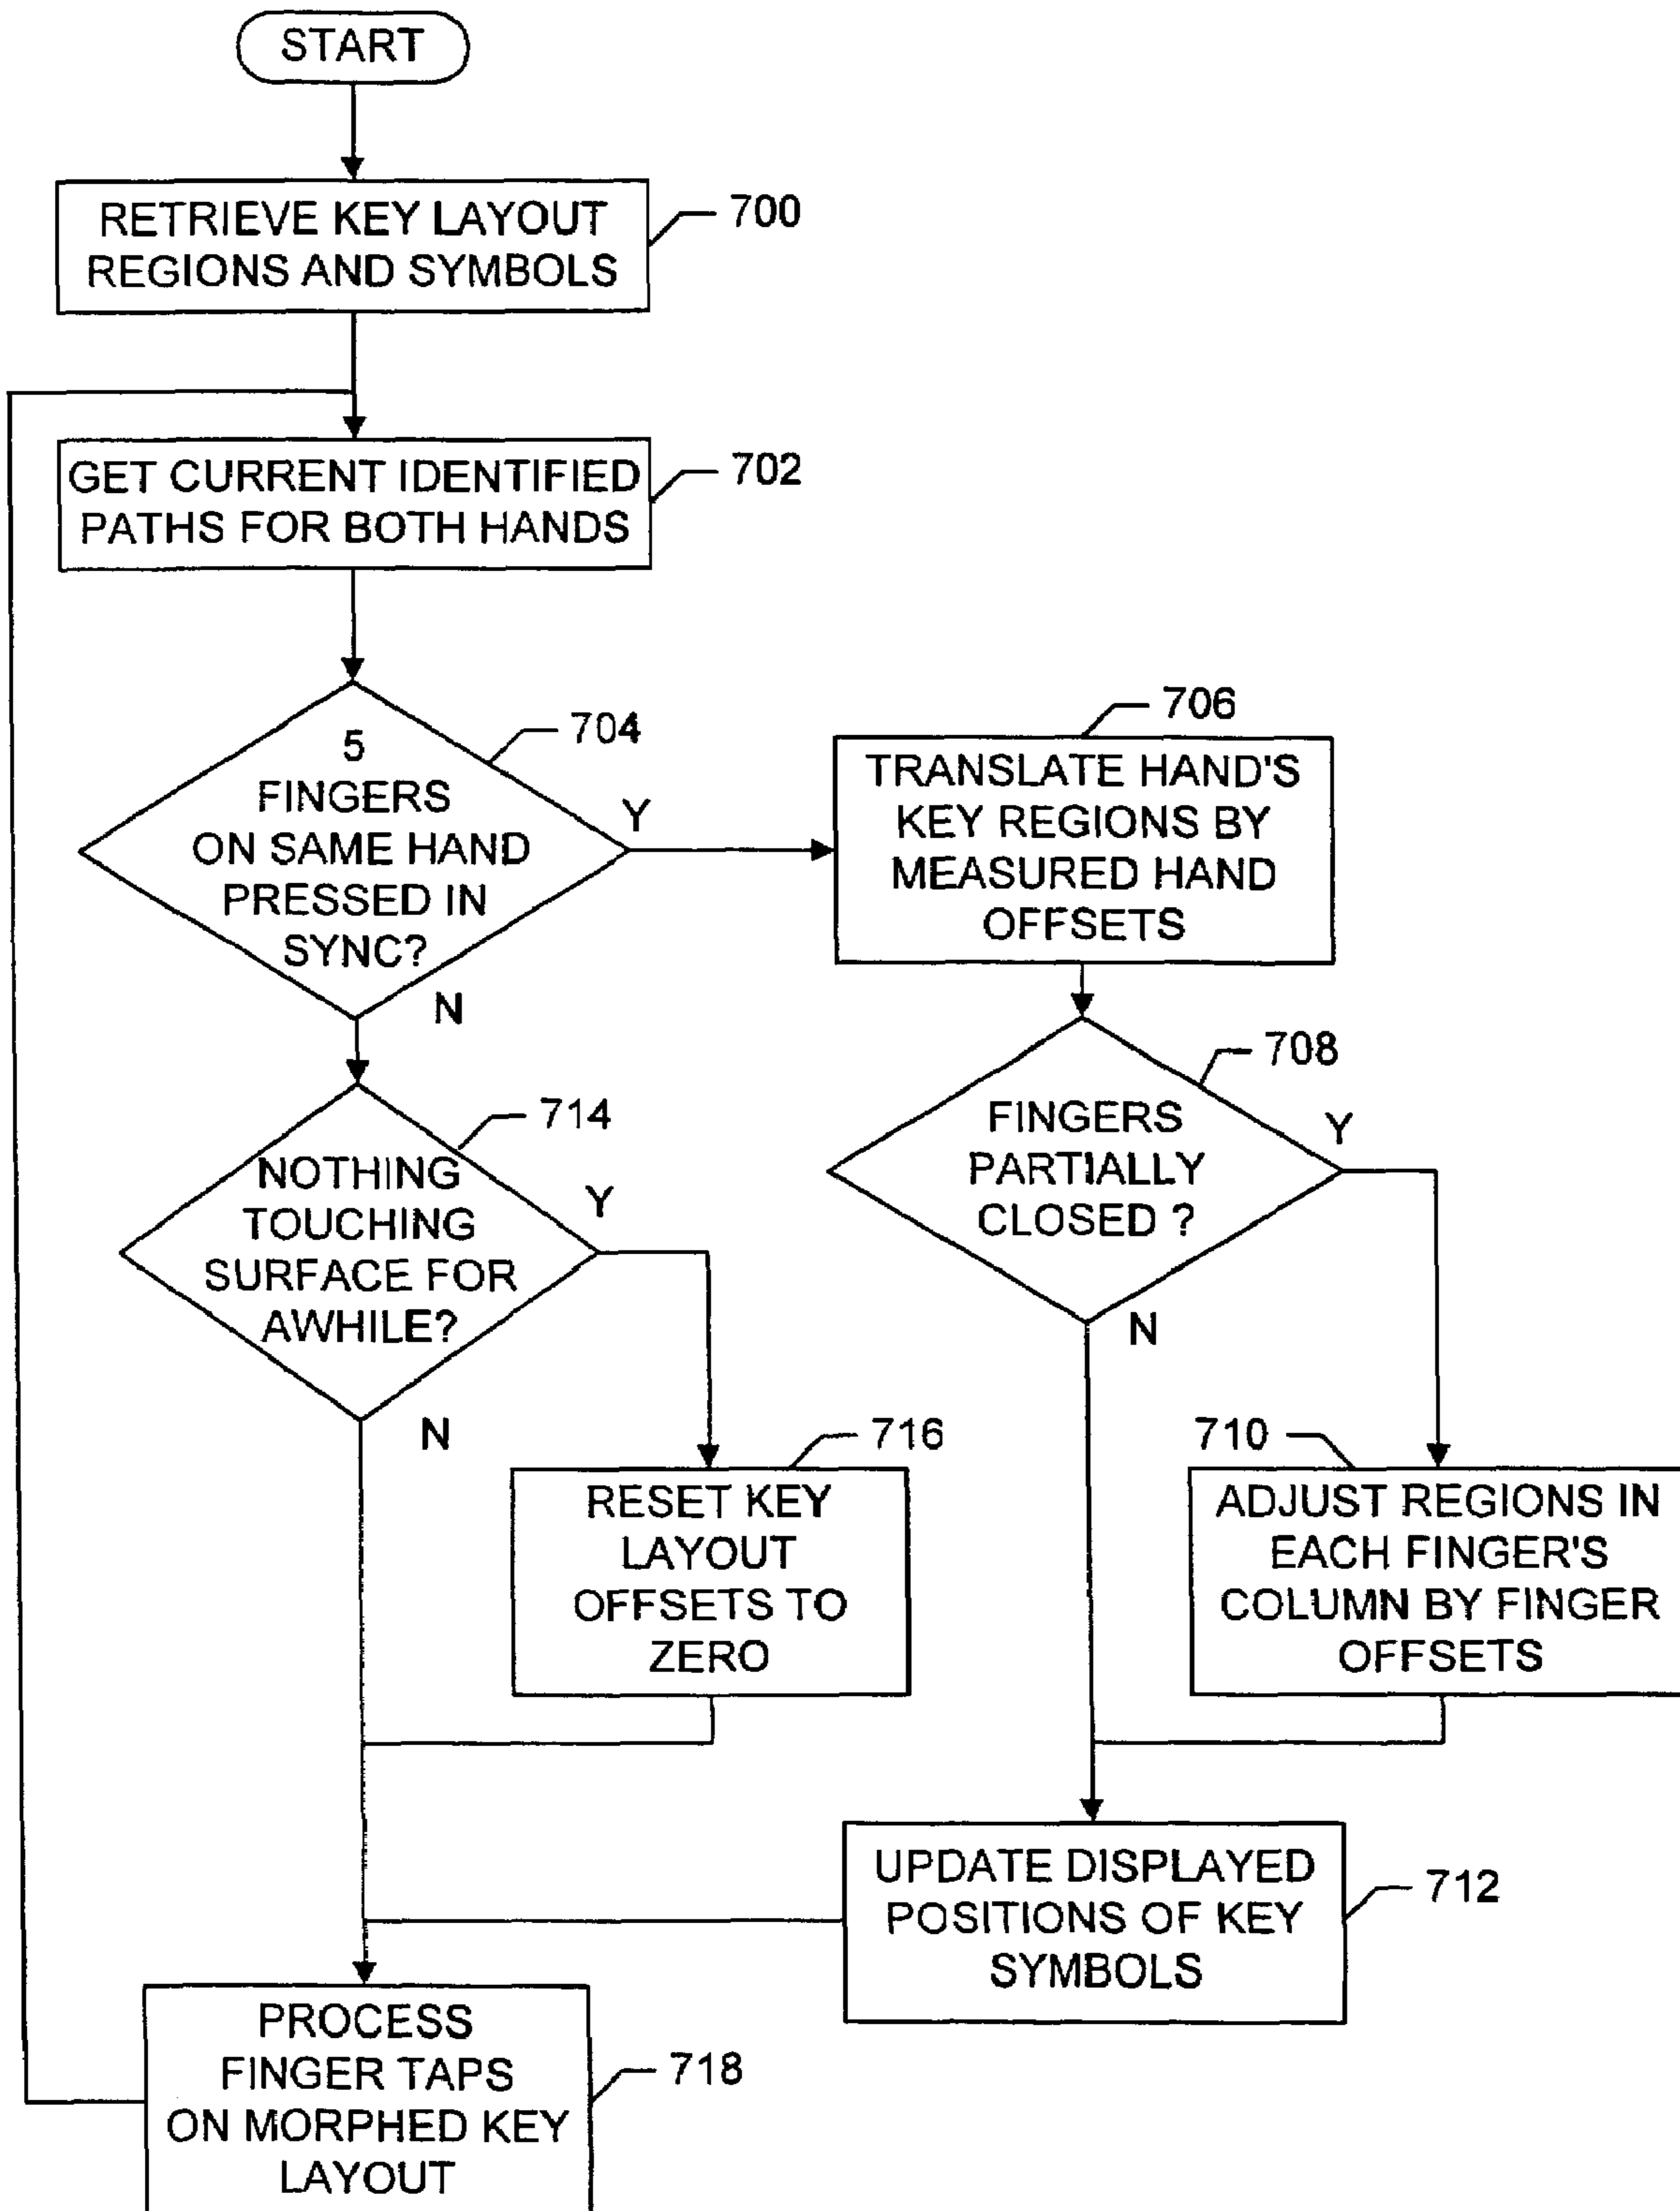 START
RETRIEVE KEY LAYOUT
REGIONS AND SYMBOLS
700
GET CURRENT IDENTIFIED
PATHS FOR BOTH HANDS
702
5
FINGERS
ON SAME HAND
PRESSED IN
SYNC?
704
Y
N
706
TRANSLATE HAND'S
KEY REGIONS BY
MEASURED HAND
OFFSETS
FINGERS
PARTIALLY
CLOSED ?
708
Y
N
714
NOTHING
TOUCHING
SURFACE FOR
AWHILE?
Y
N
716
RESET KEY
LAYOUT
OFFSETS TO
ZERO
710
ADJUST REGIONS IN
EACH FINGER'S
COLUMN BY FINGER
OFFSETS
UPDATE DISPLAYED
POSITIONS OF KEY
SYMBOLS
712
PROCESS
FINGER TAPS
ON MORPHED KEY
LAYOUT
718